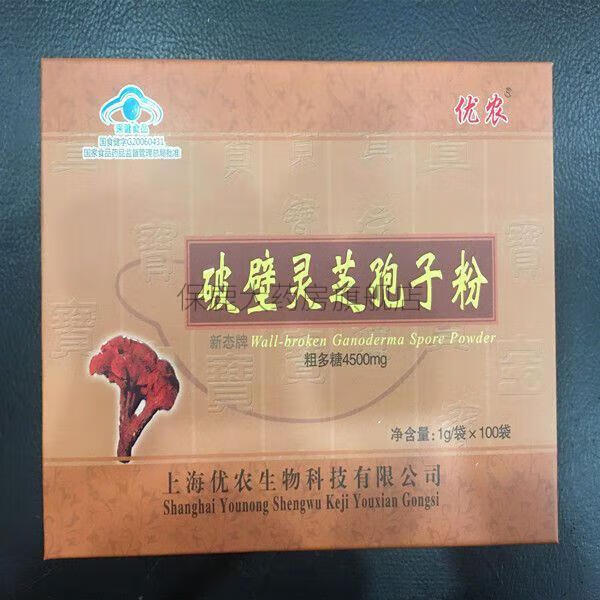 保健食品
国食健字G20060431
国家食品药品监督管理总局批准
优农®
破壁灵芝孢子粉
新态牌 Wall-broken Ganoderma Spore Powder
粗多糖4500mg
净含量:1g/袋×100袋
上海优农生物科技有限公司
Shanghai Younong Shengwu Keji Youxian Gongsi